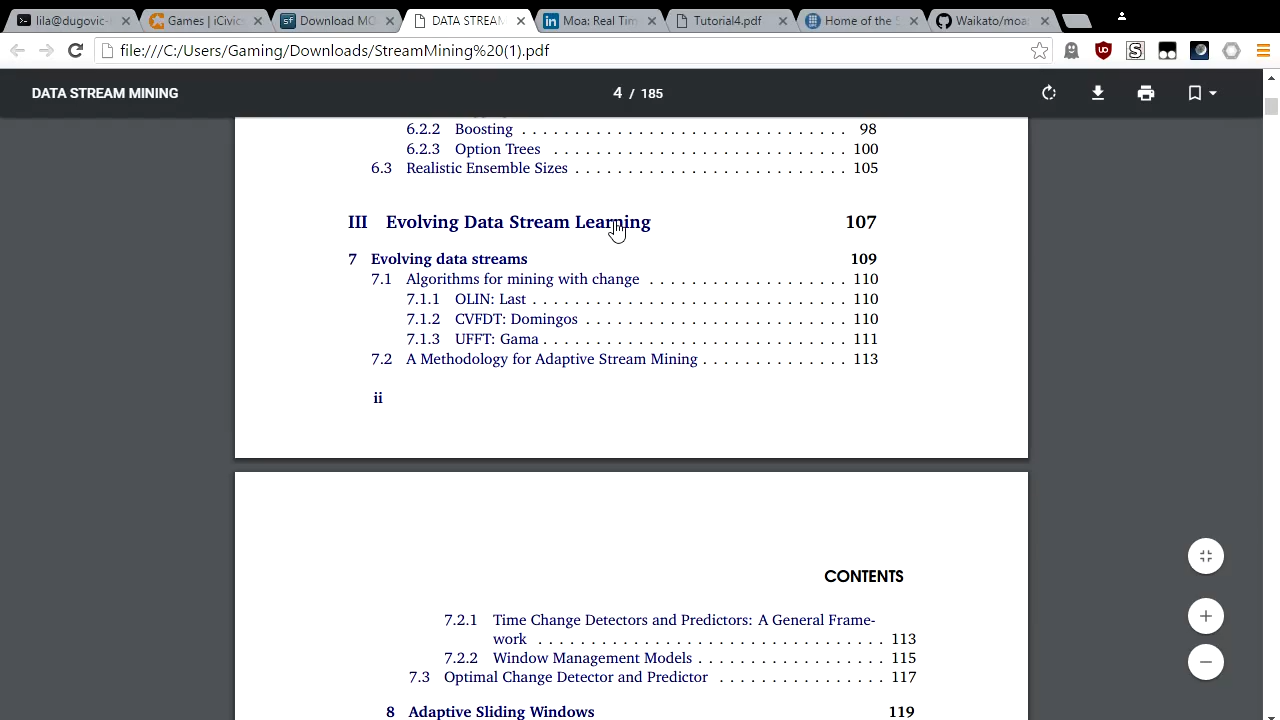 lila@dugovic-
Games | iCivics
Download MO
DATA STREAM
Moa: Real Tim
Tutorial4.pdf
Home of the S
Waikato/moa
file:///C:/Users/Gaming/Downloads/StreamMining%20(1).pdf
DATA STREAM MINING
4 / 185
6.2.2 Boosting . . . . . . . . . . . . . . . . . . . . . . . . . . . . . . 98
6.2.3 Option Trees . . . . . . . . . . . . . . . . . . . . . . . . . . . 100
6.3 Realistic Ensemble Sizes . . . . . . . . . . . . . . . . . . . . . . . . . 105
III Evolving Data Stream Learning 107
7 Evolving data streams 109
7.1 Algorithms for mining with change . . . . . . . . . . . . . . . . . . 110
7.1.1 OLIN: Last . . . . . . . . . . . . . . . . . . . . . . . . . . . . . 110
7.1.2 CVFDT: Domingos . . . . . . . . . . . . . . . . . . . . . . . . 110
7.1.3 UFFT: Gama . . . . . . . . . . . . . . . . . . . . . . . . . . . . 111
7.2 A Methodology for Adaptive Stream Mining . . . . . . . . . . . . . 113
ii
CONTENTS
7.2.1 Time Change Detectors and Predictors: A General Frame-
work . . . . . . . . . . . . . . . . . . . . . . . . . . . . . . . . 113
7.2.2 Window Management Models . . . . . . . . . . . . . . . . . 115
7.3 Optimal Change Detector and Predictor . . . . . . . . . . . . . . . 117
8 Adaptive Sliding Windows 119